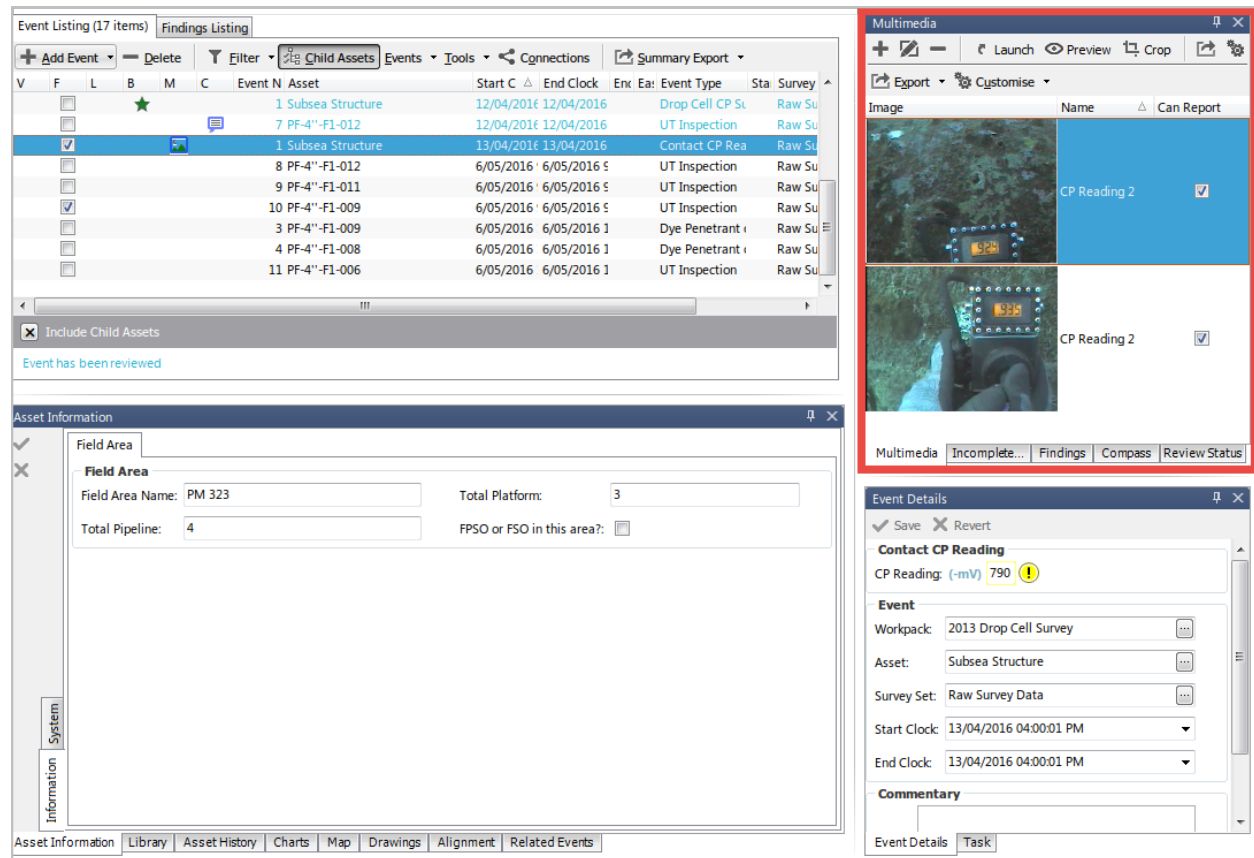 Event Listing (17 items) Findings Listing
Add Event Delete Filter Child Assets Events Tools Connections Summary Export
V F L B M C Event N Asset Start C End Clock Enc Ea: Event Type Sta Survey
1 Subsea Structure 12/04/2016 12/04/2016 Drop Cell CP Su Raw Su
7 PF-4''-F1-012 12/04/2016 12/04/2016 UT Inspection Raw Su
1 Subsea Structure 13/04/2016 13/04/2016 Contact CP Rea Raw Su
8 PF-4''-F1-012 6/05/2016 6/05/2016 9 UT Inspection Raw Su
9 PF-4''-F1-011 6/05/2016 6/05/2016 9 UT Inspection Raw Su
10 PF-4''-F1-009 6/05/2016 6/05/2016 9 UT Inspection Raw Su
3 PF-4''-F1-009 6/05/2016 6/05/2016 1 Dye Penetrant Raw Su
4 PF-4''-F1-008 6/05/2016 6/05/2016 1 Dye Penetrant Raw Su
11 PF-4''-F1-006 6/05/2016 6/05/2016 1 UT Inspection Raw Su
Include Child Assets
Event has been reviewed
Multimedia
Launch Preview Crop
Export Customise
Image Name Can Report
CP Reading 2
CP Reading 2
935
Multimedia Incomplete... Findings Compass Review Status
Asset Information
Field Area
Field Area
Field Area Name: PM 323 Total Platform: 3
Total Pipeline: 4 FPSO or FSO in this area?:
System
Information
Asset Information Library Asset History Charts Map Drawings Alignment Related Events
Event Details
Save Revert
Contact CP Reading
CP Reading: (-mV) 790
Event
Workpack: 2013 Drop Cell Survey
Asset: Subsea Structure
Survey Set: Raw Survey Data
Start Clock: 13/04/2016 04:00:01 PM
End Clock: 13/04/2016 04:00:01 PM
Commentary
Event Details Task